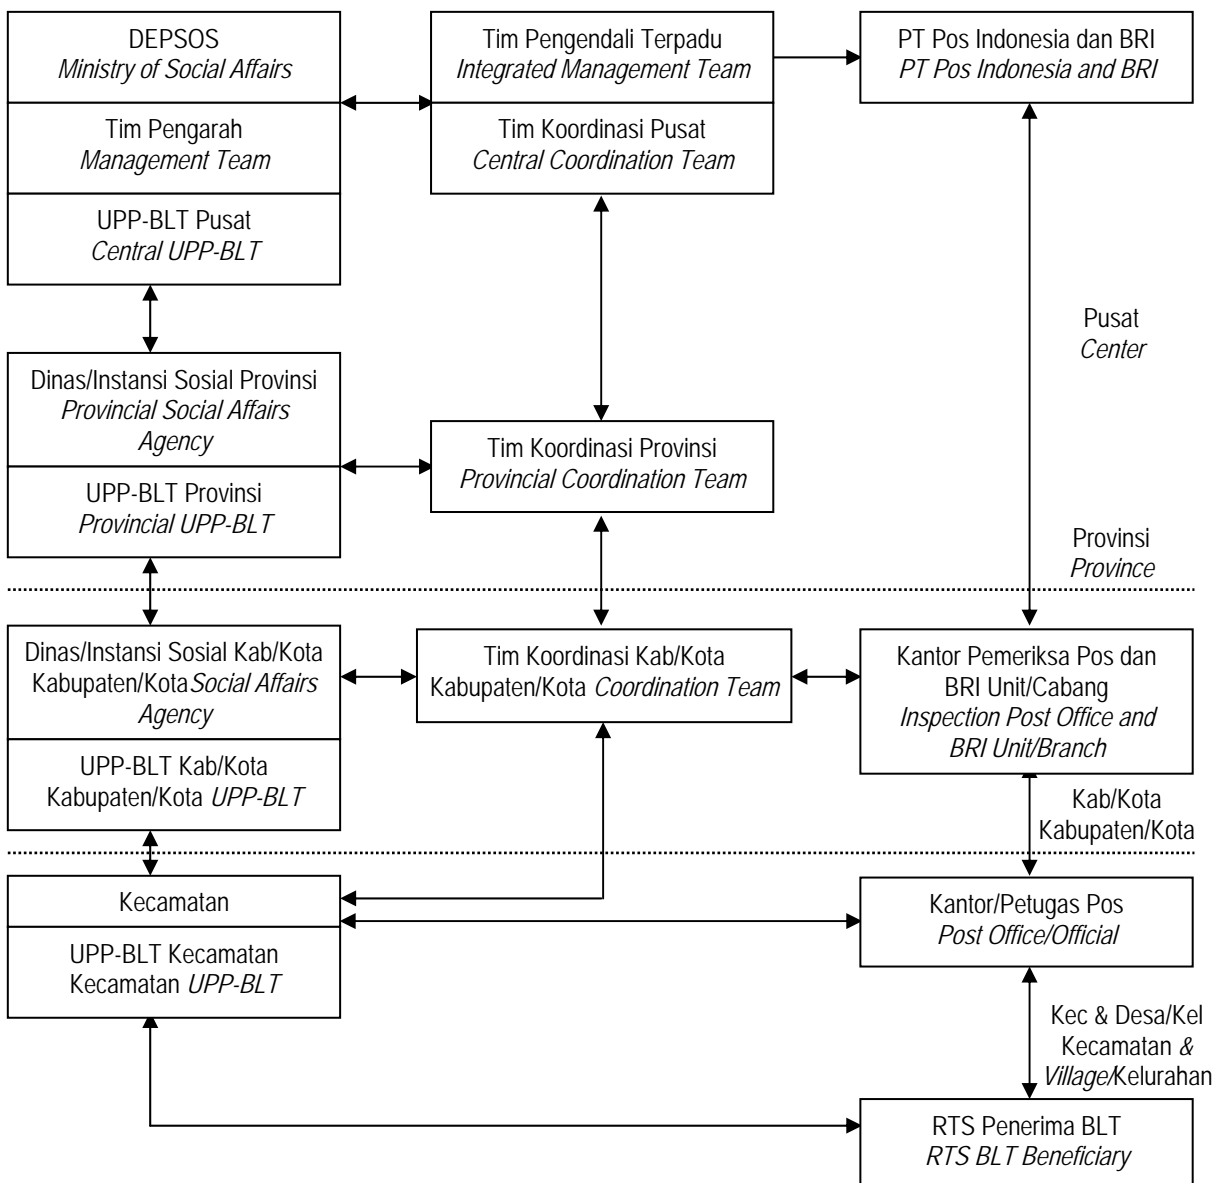 DEPSOS
Ministry of Social Affairs
Tim Pengarah
Management Team
UPP-BLT Pusat
Central UPP-BLT
Tim Pengendali Terpadu
Integrated Management Team
Tim Koordinasi Pusat
Central Coordination Team
PT Pos Indonesia dan BRI
PT Pos Indonesia and BRI
Pusat
Center
Dinas/Instansi Sosial Provinsi
Provincial Social Affairs
Agency
UPP-BLT Provinsi
Provincial UPP-BLT
Tim Koordinasi Provinsi
Provincial Coordination Team
Provinsi
Province
Dinas/Instansi Sosial Kab/Kota
Kabupaten/Kota Social Affairs
Agency
UPP-BLT Kab/Kota
Kabupaten/Kota UPP-BLT
Tim Koordinasi Kab/Kota
Kabupaten/Kota Coordination Team
Kantor Pemeriksa Pos dan
BRI Unit/Cabang
Inspection Post Office and
BRI Unit/Branch
Kab/Kota
Kabupaten/Kota
Kecamatan
UPP-BLT Kecamatan
Kecamatan UPP-BLT
Kantor/Petugas Pos
Post Office/Official
Kec & Desa/Kel
Kecamatan &
Village/Kelurahan
RTS Penerima BLT
RTS BLT Beneficiary